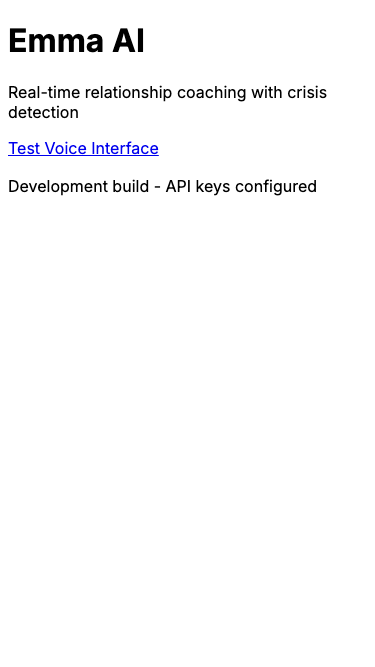 Emma AI
Real-time relationship coaching with crisis
detection
Test Voice Interface
Development build - API keys configured